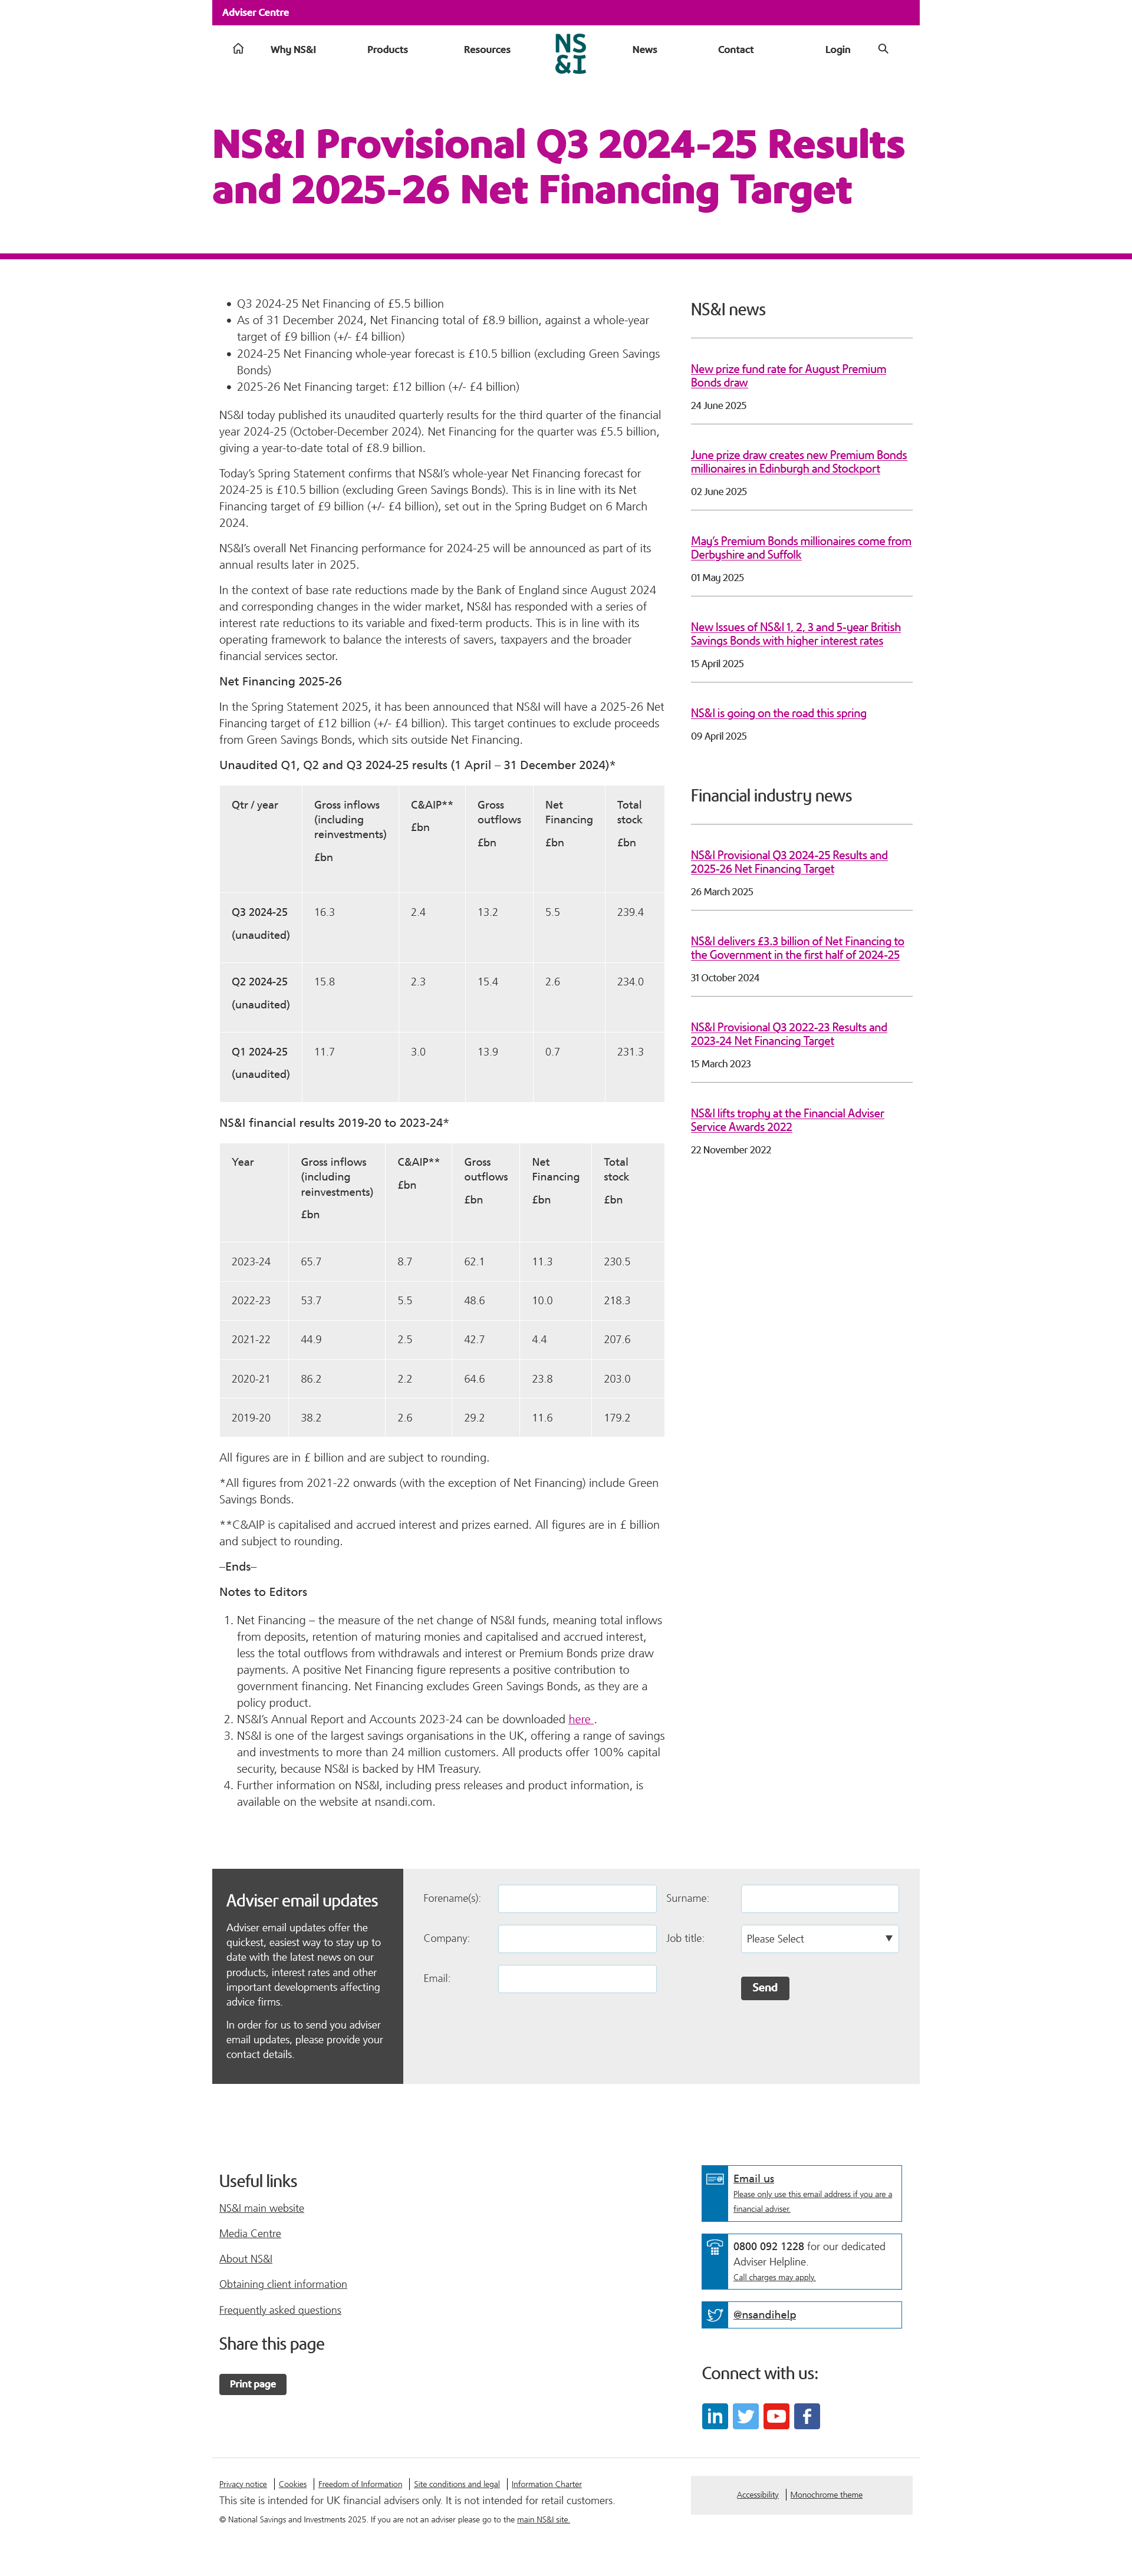 Adviser Centre
Why NS&I
Products
Resources
NS
&I
News
Contact
Login
NS&I Provisional Q3 2024-25 Results
and 2025-26 Net Financing Target
• Q3 2024-25 Net Financing of £5.5 billion
• As of 31 December 2024, Net Financing total of £8.9 billion, against a whole-year
target of £9 billion (+/- £4 billion)
• 2024-25 Net Financing whole-year forecast is £10.5 billion (excluding Green Savings
Bonds)
• 2025-26 Net Financing target: £12 billion (+/- £4 billion)
NS&I today published its unaudited quarterly results for the third quarter of the financial
year 2024-25 (October-December 2024). Net Financing for the quarter was £5.5 billion,
giving a year-to-date total of £8.9 billion.
Today's Spring Statement confirms that NS&I's whole-year Net Financing forecast for
2024-25 is £10.5 billion (excluding Green Savings Bonds). This is in line with its Net
Financing target of £9 billion (+/- £4 billion), set out in the Spring Budget on 6 March
2024.
NS&I's overall Net Financing performance for 2024-25 will be announced as part of its
annual results later in 2025.
In the context of base rate reductions made by the Bank of England since August 2024
and corresponding changes in the wider market, NS&I has responded with a series of
interest rate reductions to its variable and fixed-term products. This is in line with its
operating framework to balance the interests of savers, taxpayers and the broader
financial services sector.
Net Financing 2025-26
In the Spring Statement 2025, it has been announced that NS&I will have a 2025-26 Net
Financing target of £12 billion (+/- £4 billion). This target continues to exclude proceeds
from Green Savings Bonds, which sits outside Net Financing.
Unaudited Q1, Q2 and Q3 2024-25 results (1 April – 31 December 2024)*
Qtr / year
Gross inflows
(including
reinvestments)
£bn
C&AIP**
£bn
Gross
outflows
£bn
Net
Financing
£bn
Total
stock
£bn
Q3 2024-25
(unaudited)
16.3
2.4
13.2
5.5
239.4
Q2 2024-25
(unaudited)
15.8
2.3
15.4
2.6
234.0
Q1 2024-25
(unaudited)
11.7
3.0
13.9
0.7
231.3
NS&I financial results 2019-20 to 2023-24*
Year
Gross inflows
(including
reinvestments)
£bn
C&AIP**
£bn
Gross
outflows
£bn
Net
Financing
£bn
Total
stock
£bn
2023-24 65.7 8.7 62.1 11.3 230.5
2022-23 53.7 5.5 48.6 10.0 218.3
2021-22 44.9 2.5 42.7 4.4 207.6
2020-21 86.2 2.2 64.6 23.8 203.0
2019-20 38.2 2.6 29.2 11.6 179.2
All figures are in £ billion and are subject to rounding.
*All figures from 2021-22 onwards (with the exception of Net Financing) include Green
Savings Bonds.
**C&AIP is capitalised and accrued interest and prizes earned. All figures are in £ billion
and subject to rounding.
–Ends–
Notes to Editors
1. Net Financing – the measure of the net change of NS&I funds, meaning total inflows
from deposits, retention of maturing monies and capitalised and accrued interest,
less the total outflows from withdrawals and interest or Premium Bonds prize draw
payments. A positive Net Financing figure represents a positive contribution to
government financing. Net Financing excludes Green Savings Bonds, as they are a
policy product.
2. NS&I's Annual Report and Accounts 2023-24 can be downloaded here .
3. NS&I is one of the largest savings organisations in the UK, offering a range of savings
and investments to more than 24 million customers. All products offer 100% capital
security, because NS&I is backed by HM Treasury.
4. Further information on NS&I, including press releases and product information, is
available on the website at nsandi.com.
NS&I news
New prize fund rate for August Premium
Bonds draw
24 June 2025
June prize draw creates new Premium Bonds
millionaires in Edinburgh and Stockport
02 June 2025
May's Premium Bonds millionaires come from
Derbyshire and Suffolk
01 May 2025
New Issues of NS&I 1, 2, 3 and 5-year British
Savings Bonds with higher interest rates
15 April 2025
NS&I is going on the road this spring
09 April 2025
Financial industry news
NS&I Provisional Q3 2024-25 Results and
2025-26 Net Financing Target
26 March 2025
NS&I delivers £3.3 billion of Net Financing to
the Government in the first half of 2024-25
31 October 2024
NS&I Provisional Q3 2022-23 Results and
2023-24 Net Financing Target
15 March 2023
NS&I lifts trophy at the Financial Adviser
Service Awards 2022
22 November 2022
Adviser email updates
Adviser email updates offer the
quickest, easiest way to stay up to
date with the latest news on our
products, interest rates and other
important developments affecting
advice firms.
In order for us to send you adviser
email updates, please provide your
contact details.
Forename(s):
Surname:
Company:
Job title:
Please Select
Email:
Send
Useful links
NS&I main website
Media Centre
About NS&I
Obtaining client information
Frequently asked questions
Share this page
Print page
Email us
Please only use this email address if you are a
financial adviser.
0800 092 1228 for our dedicated
Adviser Helpline.
Call charges may apply.
@nsandihelp
Connect with us:
Privacy notice | Cookies | Freedom of Information | Site conditions and legal | Information Charter
This site is intended for UK financial advisers only. It is not intended for retail customers.
© National Savings and Investments 2025. If you are not an adviser please go to the main NS&I site.
Accessibility | Monochrome theme